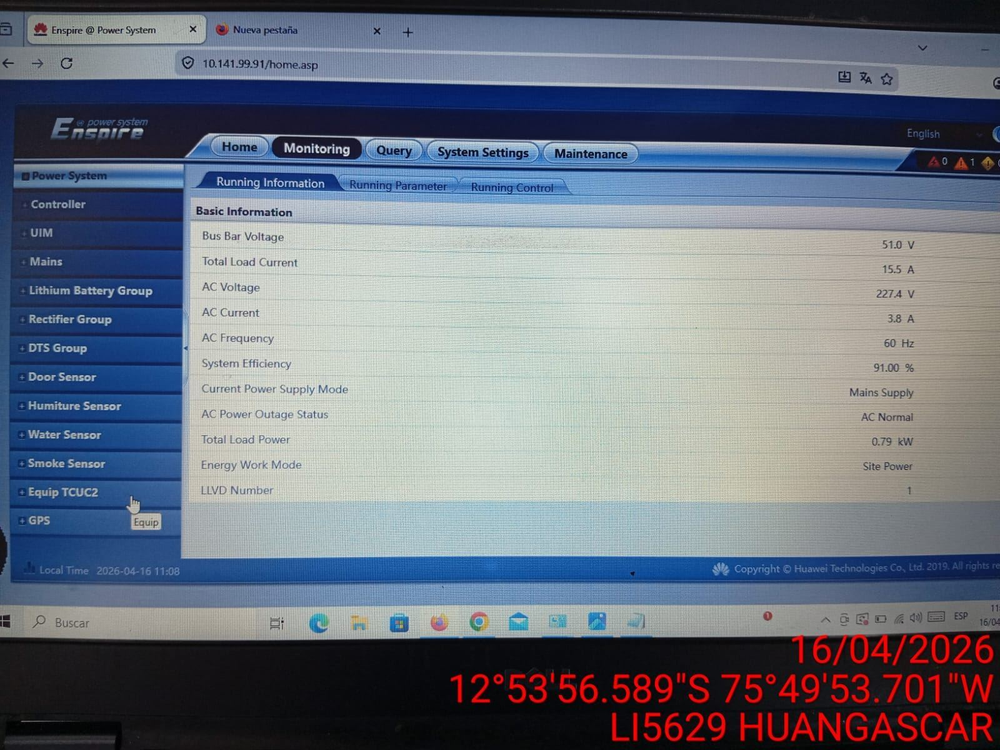 Enspire @ Power System
Nueva pestaña
10.141.99.91/home.asp
Enspire @ power system
English
Home Monitoring Query System Settings Maintenance
0 1
Power System
Controller
UIM
Mains
Lithium Battery Group
Rectifier Group
DTS Group
Door Sensor
Humiture Sensor
Water Sensor
Smoke Sensor
Equip TCUC2
GPS
Equip
Running Information Running Parameter Running Control
Basic Information
Bus Bar Voltage 51.0 V
Total Load Current 15.5 A
AC Voltage 227.4 V
AC Current 3.8 A
AC Frequency 60 Hz
System Efficiency 91.00 %
Current Power Supply Mode Mains Supply
AC Power Outage Status AC Normal
Total Load Power 0.79 kW
Energy Work Mode Site Power
LLVD Number 1
Local Time 2026-04-16 11:08
Copyright © Huawei Technologies Co., Ltd. 2019. All rights re
Buscar
1
ESP
11
16/04
16/04/2026
12°53'56.589"S 75°49'53.701"W
LI5629 HUANGASCAR